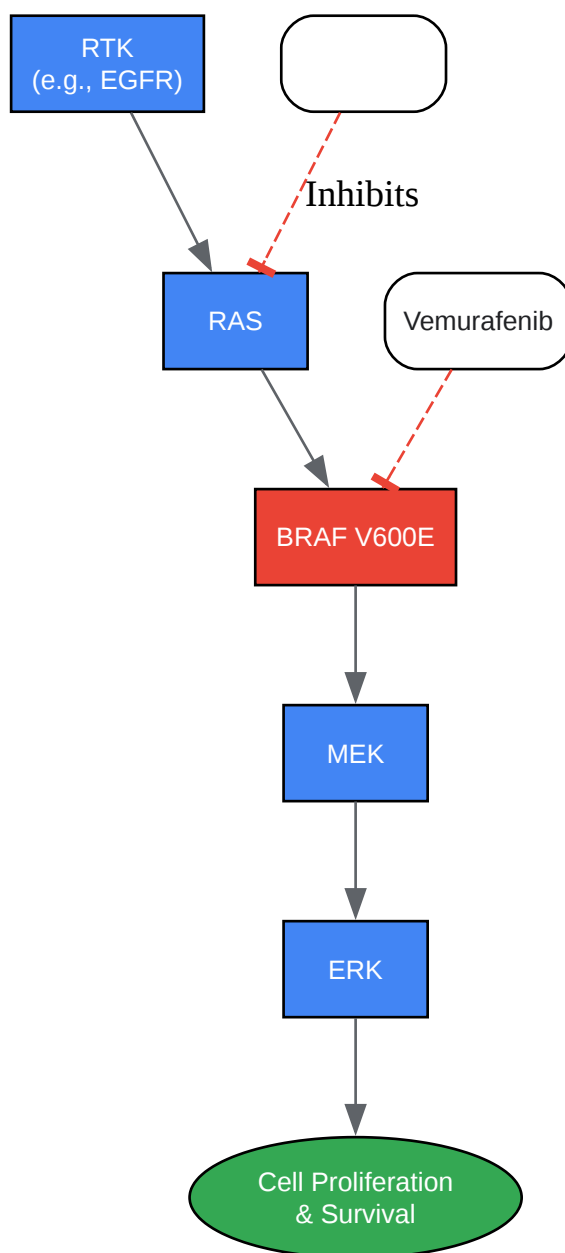 RTK
(e.g., EGFR)
Inhibits
RAS
Vemurafenib
BRAF V600E
MEK
ERK
Cell Proliferation
& Survival